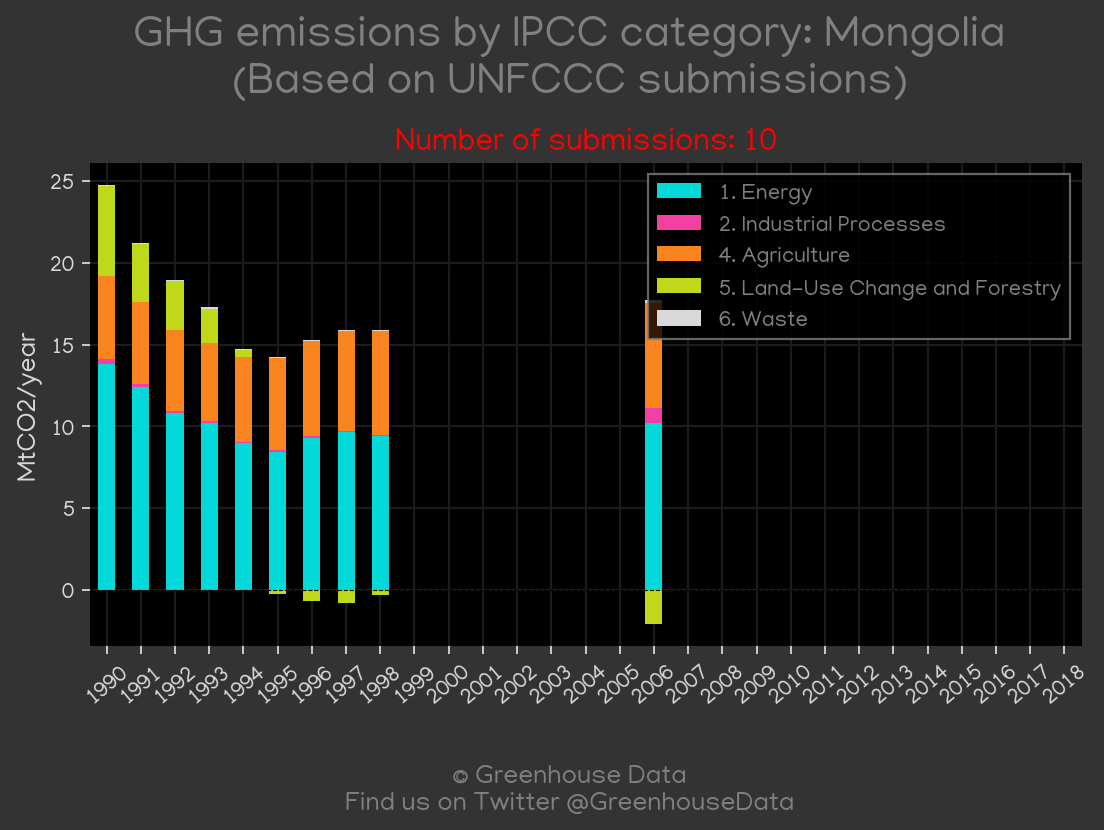 GHG emissions by IPCC category: Mongolia
(Based on UNFCCC submissions)
Number of submissions: 10
1. Energy
2. Industrial Processes
4. Agriculture
5. Land-Use Change and Forestry
6. Waste
MtCO2/year
25
20
15
10
5
0
1990 1991 1992 1993 1994 1995 1996 1997 1998 1999 2000 2001 2002 2003 2004 2005 2006 2007 2008 2009 2010 2011 2012 2013 2014 2015 2016 2017 2018
© Greenhouse Data
Find us on Twitter @GreenhouseData